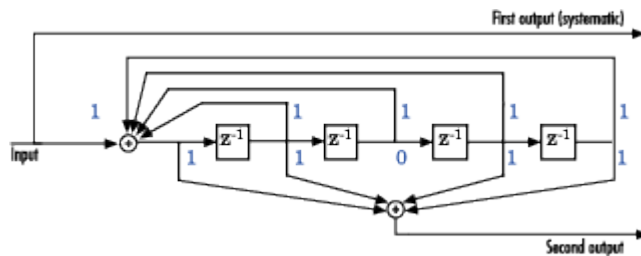 First output (systematic)
1 1 1 1 1
z⁻¹ z⁻¹ z⁻¹ z⁻¹
Input
1 1 0 1 1
Second output